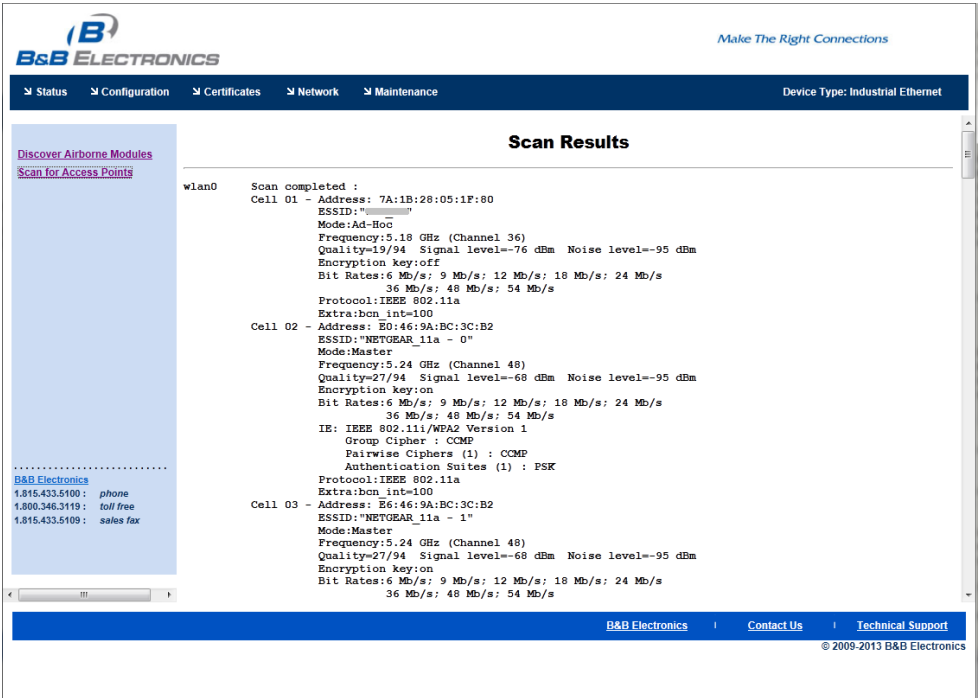 B&B ELECTRONICS
Make The Right Connections
Status Configuration Certificates Network Maintenance Device Type: Industrial Ethernet
Discover Airborne Modules
Scan for Access Points
B&B Electronics
1.815.433.5100 : phone
1.800.346.3119 : toll free
1.815.433.5109 : sales fax
Scan Results
wlan0 Scan completed :
Cell 01 - Address: 7A:1B:28:05:1F:80
ESSID:" _ "
Mode:Ad-Hoc
Frequency:5.18 GHz (Channel 36)
Quality=19/94 Signal level=-76 dBm Noise level=-95 dBm
Encryption key:off
Bit Rates:6 Mb/s; 9 Mb/s; 12 Mb/s; 18 Mb/s; 24 Mb/s
36 Mb/s; 48 Mb/s; 54 Mb/s
Protocol:IEEE 802.11a
Extra:bcn_int=100
Cell 02 - Address: E0:46:9A:BC:3C:B2
ESSID:"NETGEAR_11a - 0"
Mode:Master
Frequency:5.24 GHz (Channel 48)
Quality=27/94 Signal level=-68 dBm Noise level=-95 dBm
Encryption key:on
Bit Rates:6 Mb/s; 9 Mb/s; 12 Mb/s; 18 Mb/s; 24 Mb/s
36 Mb/s; 48 Mb/s; 54 Mb/s
IE: IEEE 802.11i/WPA2 Version 1
Group Cipher : CCMP
Pairwise Ciphers (1) : CCMP
Authentication Suites (1) : PSK
Protocol:IEEE 802.11a
Extra:bcn_int=100
Cell 03 - Address: E6:46:9A:BC:3C:B2
ESSID:"NETGEAR_11a - 1"
Mode:Master
Frequency:5.24 GHz (Channel 48)
Quality=27/94 Signal level=-68 dBm Noise level=-95 dBm
Encryption key:on
Bit Rates:6 Mb/s; 9 Mb/s; 12 Mb/s; 18 Mb/s; 24 Mb/s
36 Mb/s; 48 Mb/s; 54 Mb/s
B&B Electronics | Contact Us | Technical Support
© 2009-2013 B&B Electronics